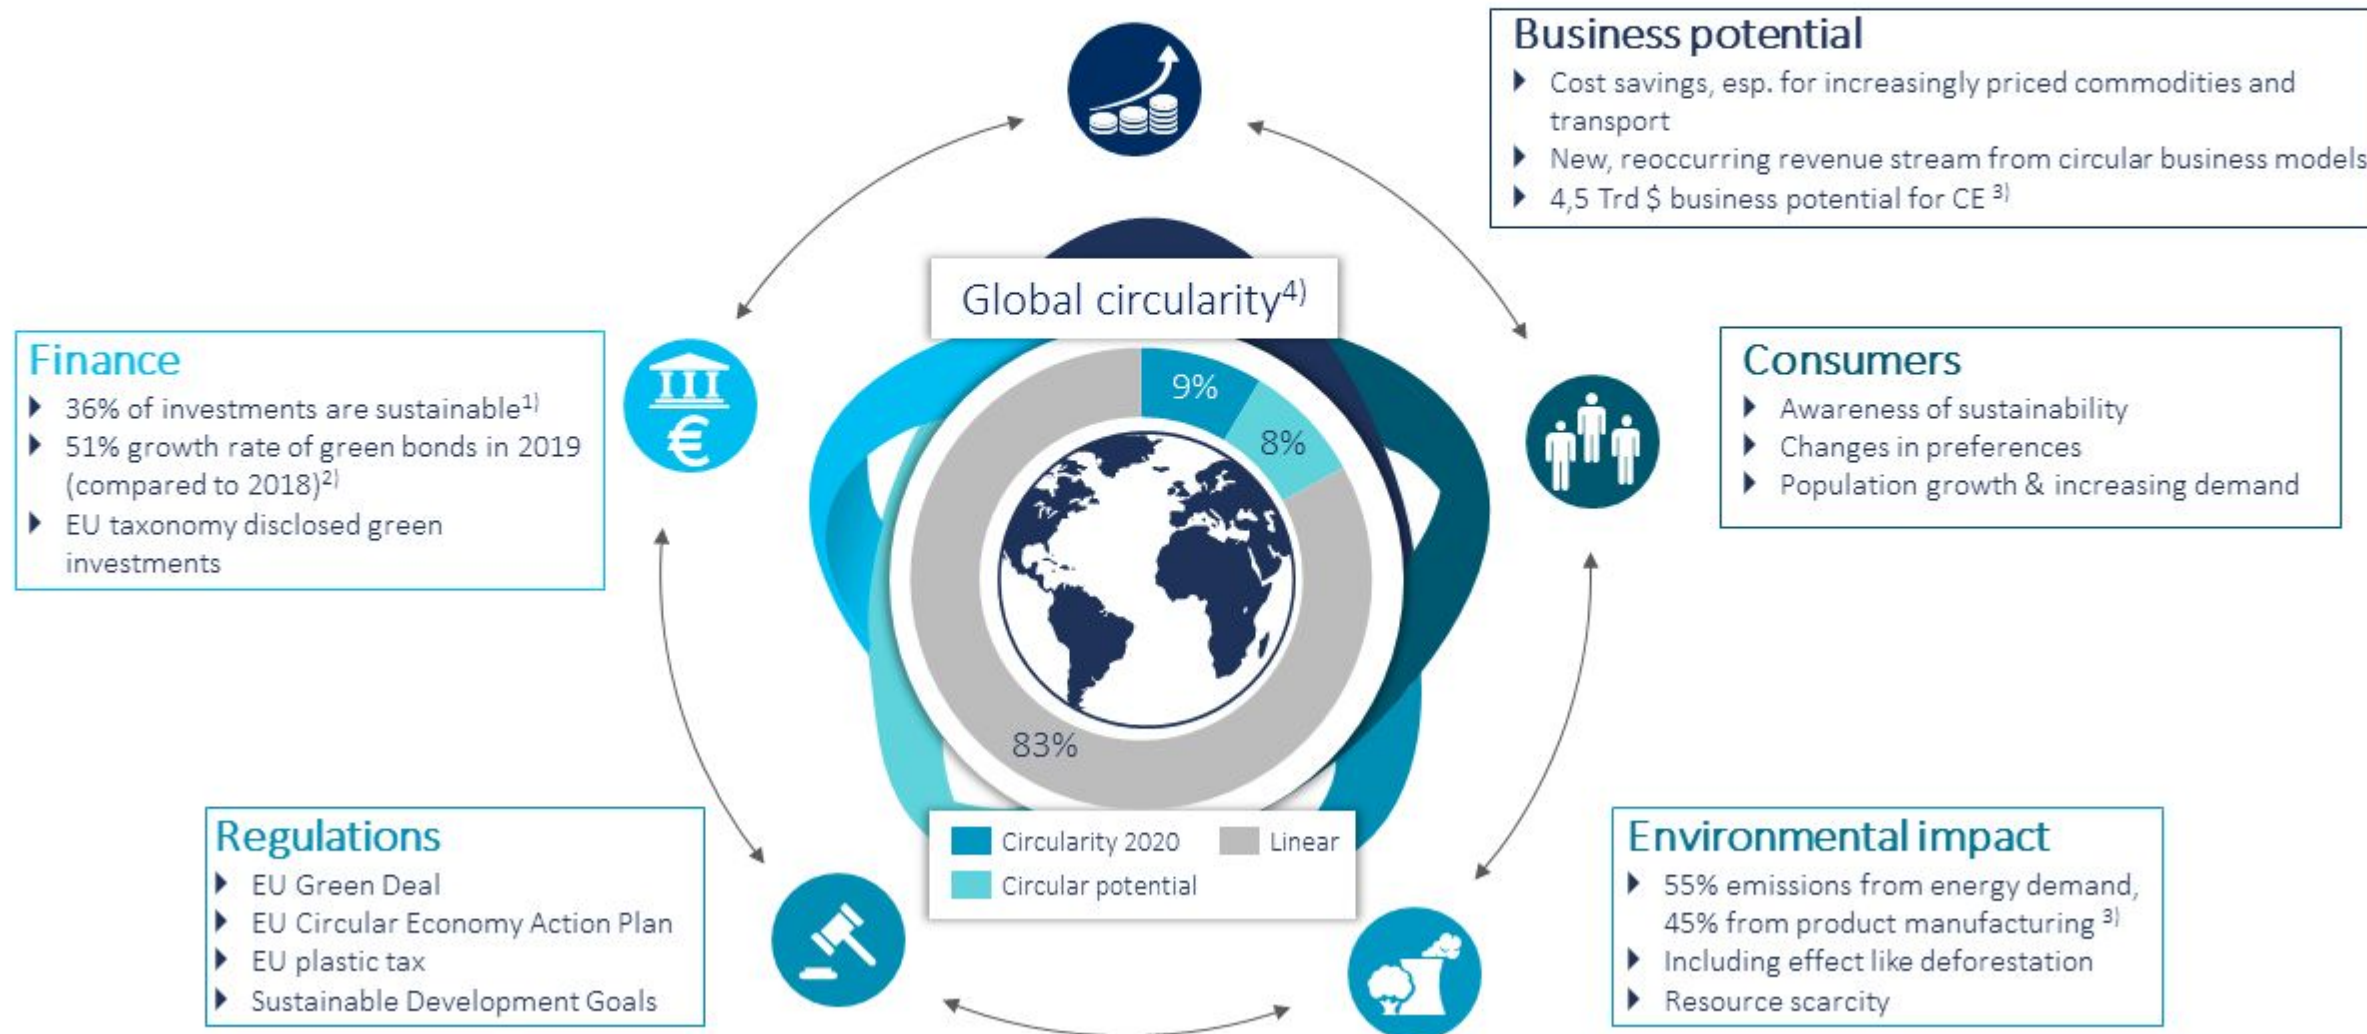 Business potential
Cost savings, esp. for increasingly priced commodities and
transport
New, reoccurring revenue stream from circular business models
4,5 Trd $ business potential for CE 3)
Global circularity4)
9%
8%
83%
Circularity 2020
Linear
Circular potential
Finance
36% of investments are sustainable1)
51% growth rate of green bonds in 2019
(compared to 2018)2)
EU taxonomy disclosed green
investments
€
Consumers
Awareness of sustainability
Changes in preferences
Population growth & increasing demand
Regulations
EU Green Deal
EU Circular Economy Action Plan
EU plastic tax
Sustainable Development Goals
Environmental impact
55% emissions from energy demand,
45% from product manufacturing 3)
Including effect like deforestation
Resource scarcity